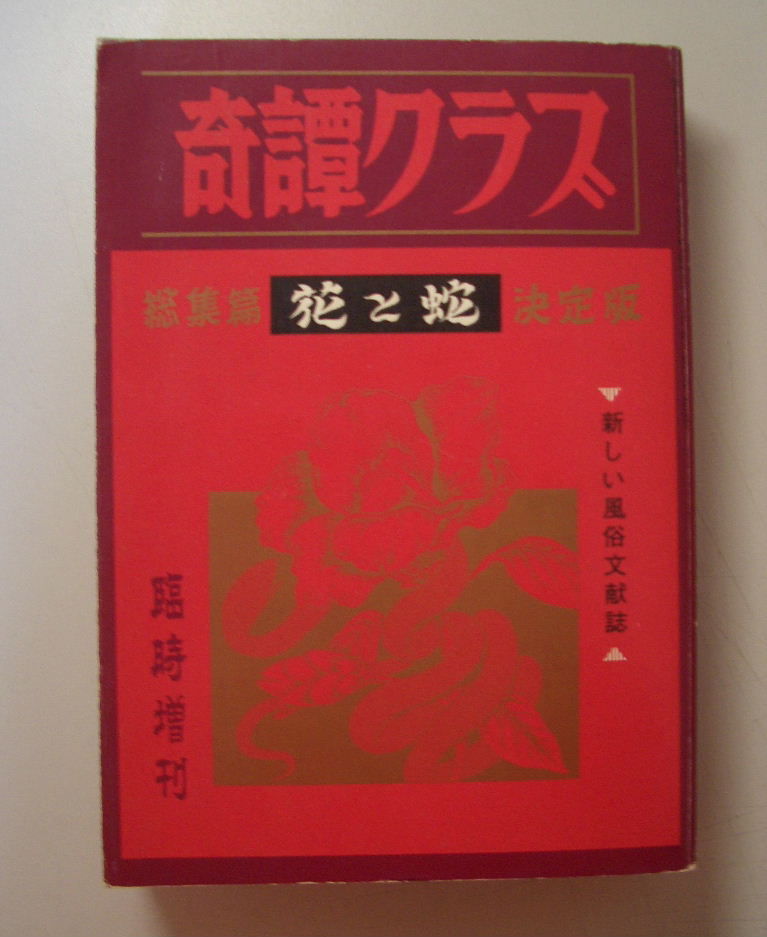 奇譚クラブ
総集篇 花と蛇 決定版
新しい風俗文献誌
臨時増刊